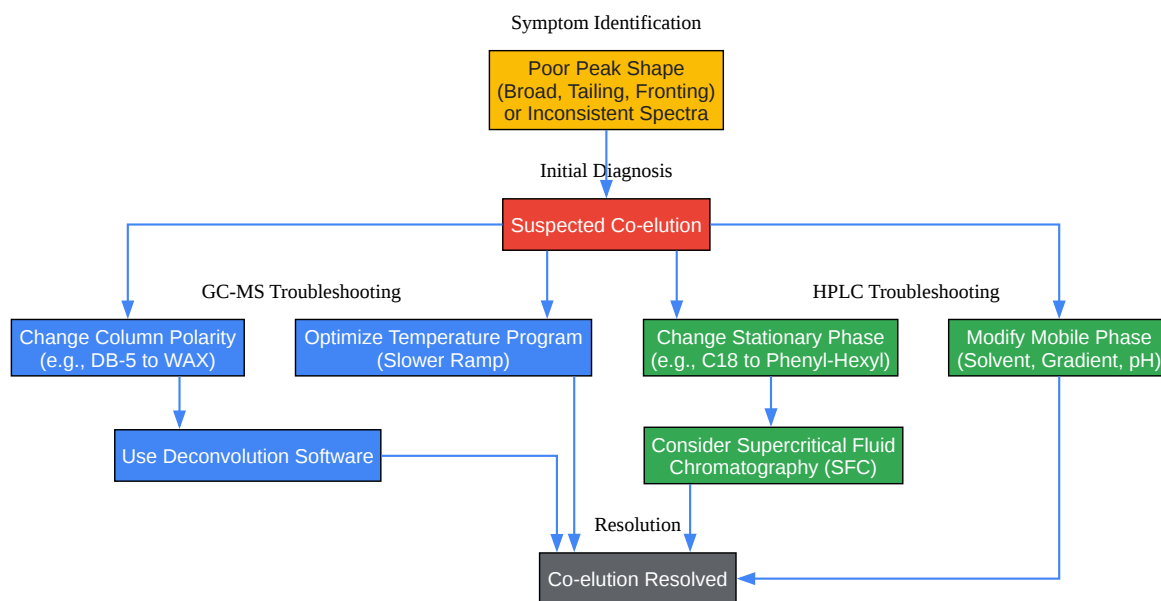 Symptom Identification
Poor Peak Shape
(Broad, Tailing, Fronting)
or Inconsistent Spectra
Initial Diagnosis
Suspected Co-elution
GC-MS Troubleshooting
HPLC Troubleshooting
Change Column Polarity
(e.g., DB-5 to WAX)
Optimize Temperature Program
(Slower Ramp)
Change Stationary Phase
(e.g., C18 to Phenyl-Hexyl)
Modify Mobile Phase
(Solvent, Gradient, pH)
Use Deconvolution Software
Consider Supercritical Fluid
Chromatography (SFC)
Resolution
Co-elution Resolved